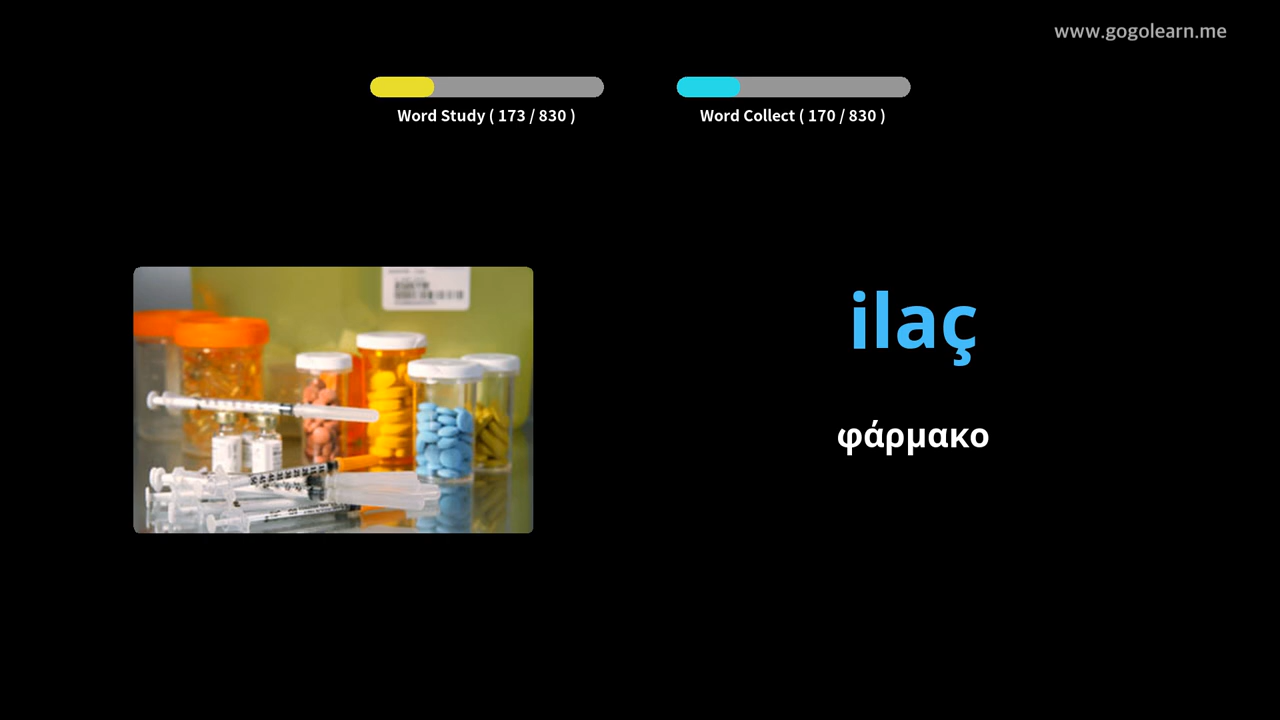 www.gogolearn.me
Word Study ( 173 / 830 )
Word Collect ( 170 / 830 )
ilaç
φάρμακο